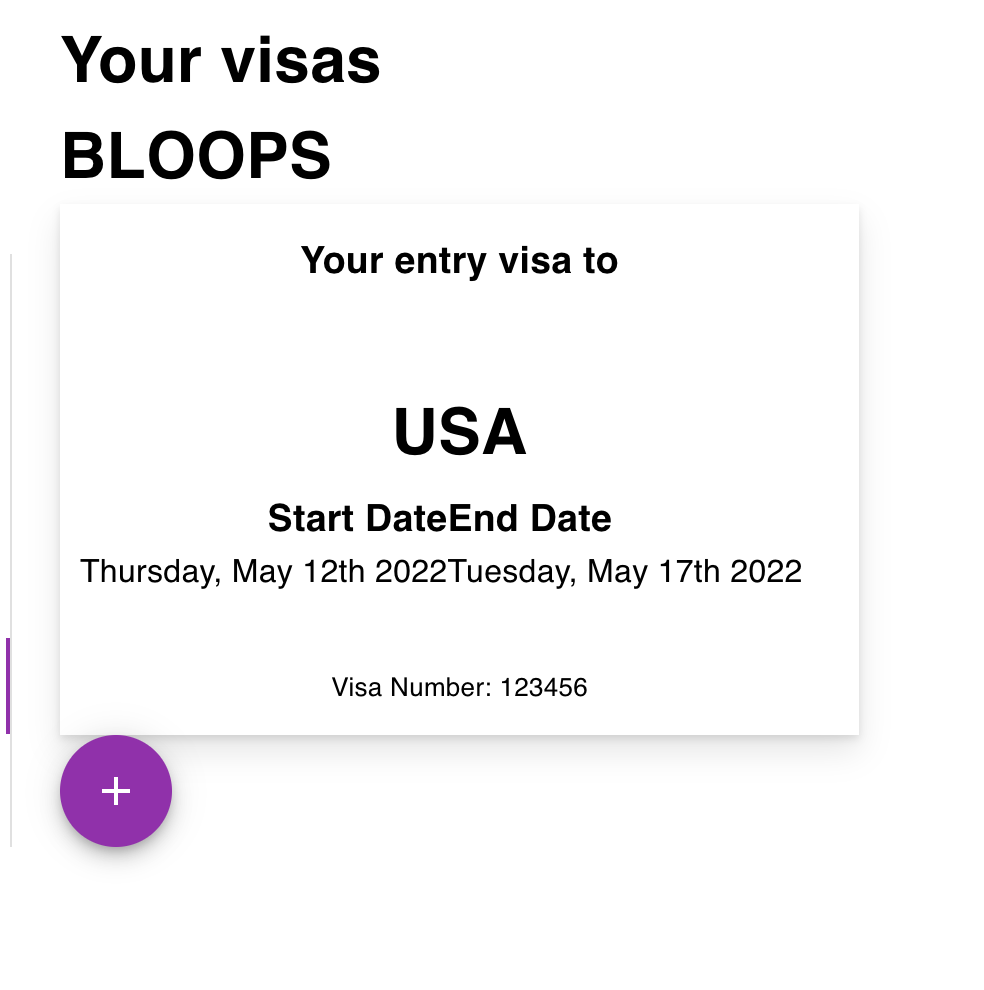 Your visas
BLOOPS
Your entry visa to
USA
Start DateEnd Date
Thursday, May 12th 2022Tuesday, May 17th 2022
Visa Number: 123456
+